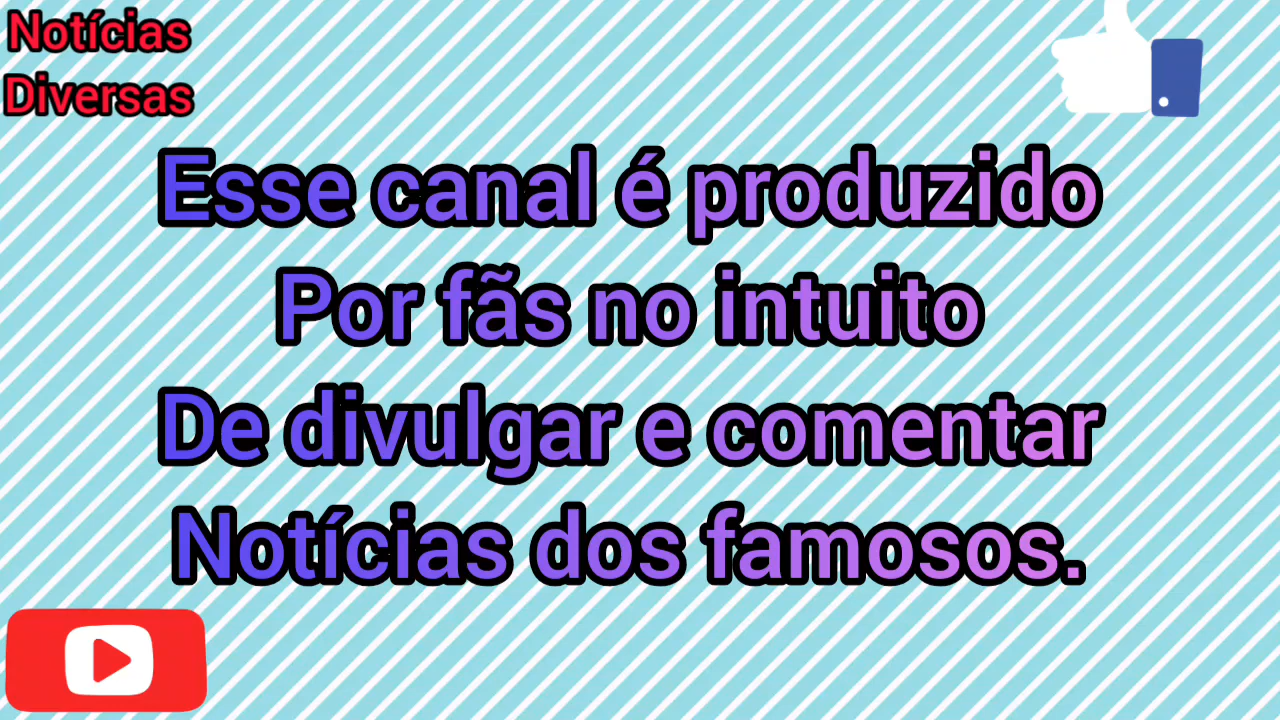 Notícias
Diversas
Esse canal é produzido
Por fãs no intuito
De divulgar e comentar
Notícias dos famosos.